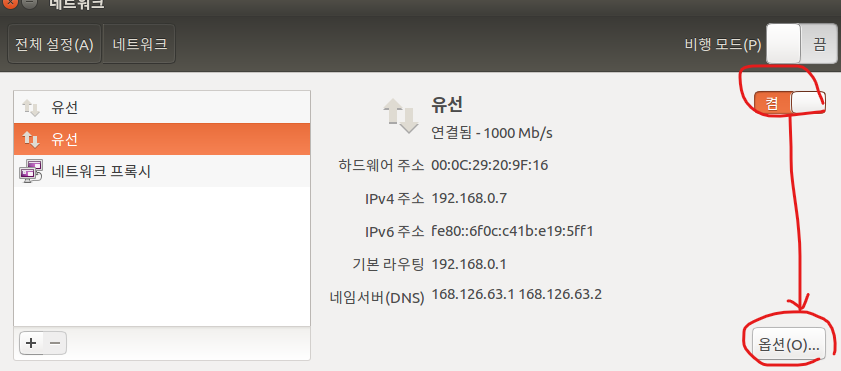 네트워크
전체 설정(A) 네트워크 비행 모드(P) 끔
유선
유선
네트워크 프록시
유선 켬
연결됨 - 1000 Mb/s
하드웨어 주소 00:0C:29:20:9F:16
IPv4 주소 192.168.0.7
IPv6 주소 fe80::6f0c:c41b:e19:5ff1
기본 라우팅 192.168.0.1
네임서버(DNS) 168.126.63.1 168.126.63.2
옵션(O)...